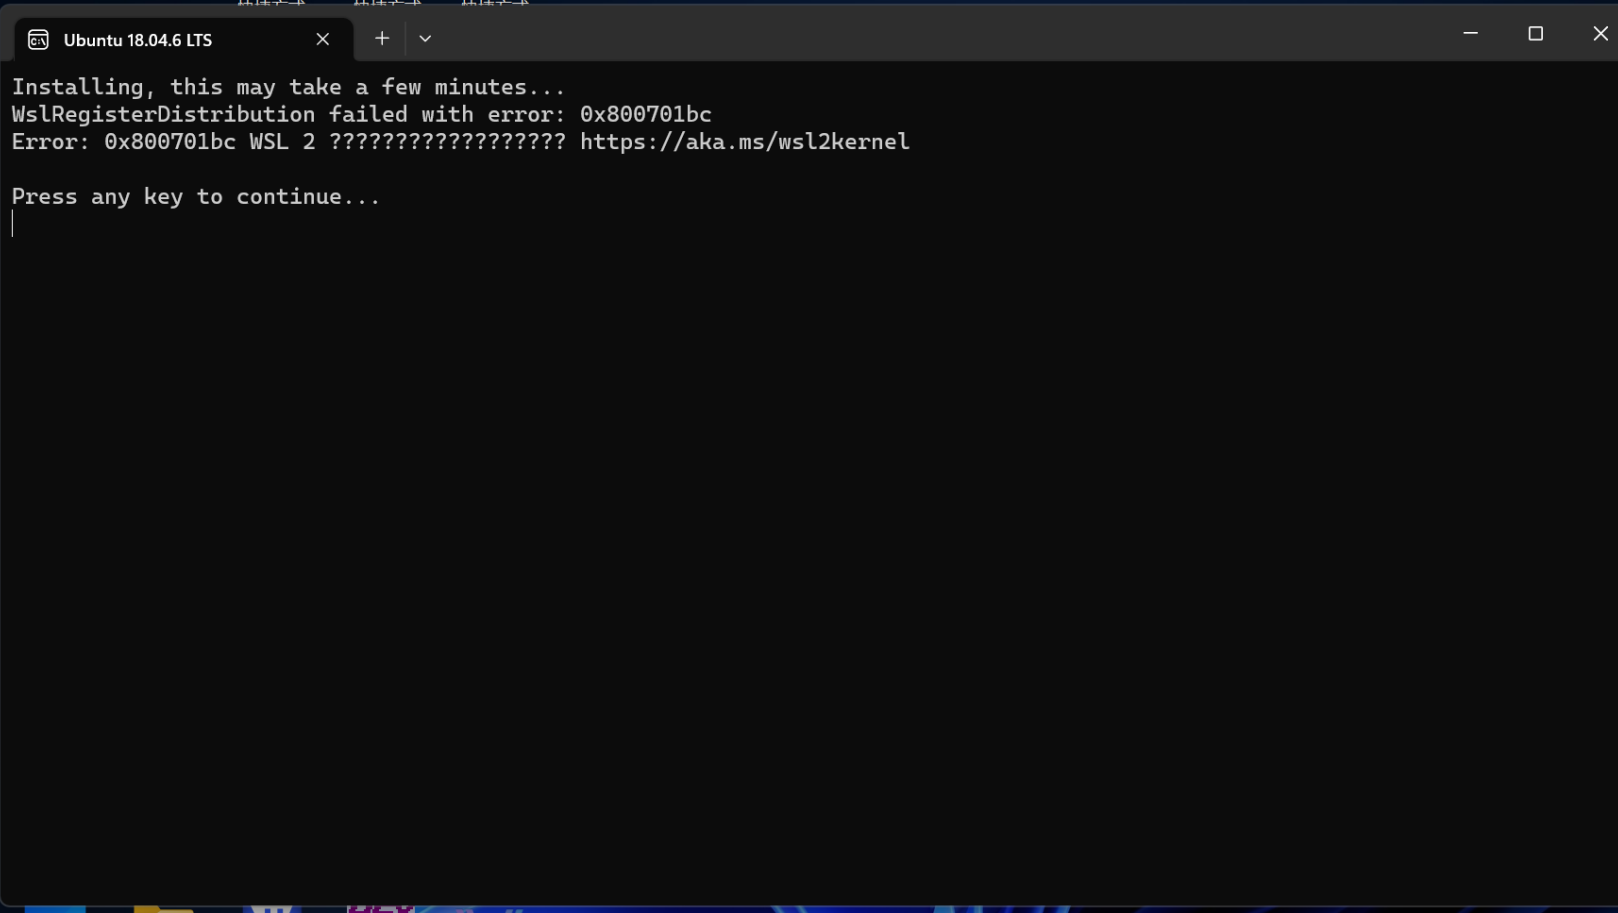 Ubuntu 18.04.6 LTS
Installing, this may take a few minutes...
WslRegisterDistribution failed with error: 0x800701bc
Error: 0x800701bc WSL 2 ?????????????????? https://aka.ms/wsl2kernel
Press any key to continue...